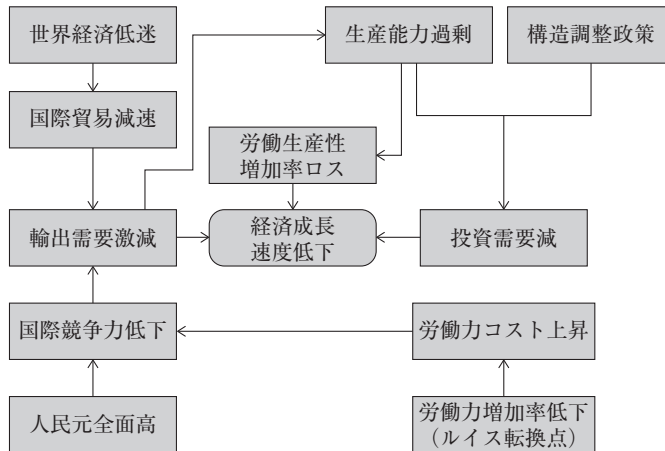 世界経済低迷
生産能力過剰
構造調整政策
国際貿易減速
労働生産性
増加率ロス
輸出需要激減
経済成長
速度低下
投資需要減
国際競争力低下
労働力コスト上昇
人民元全面高
労働力増加率低下
（ルイス転換点）